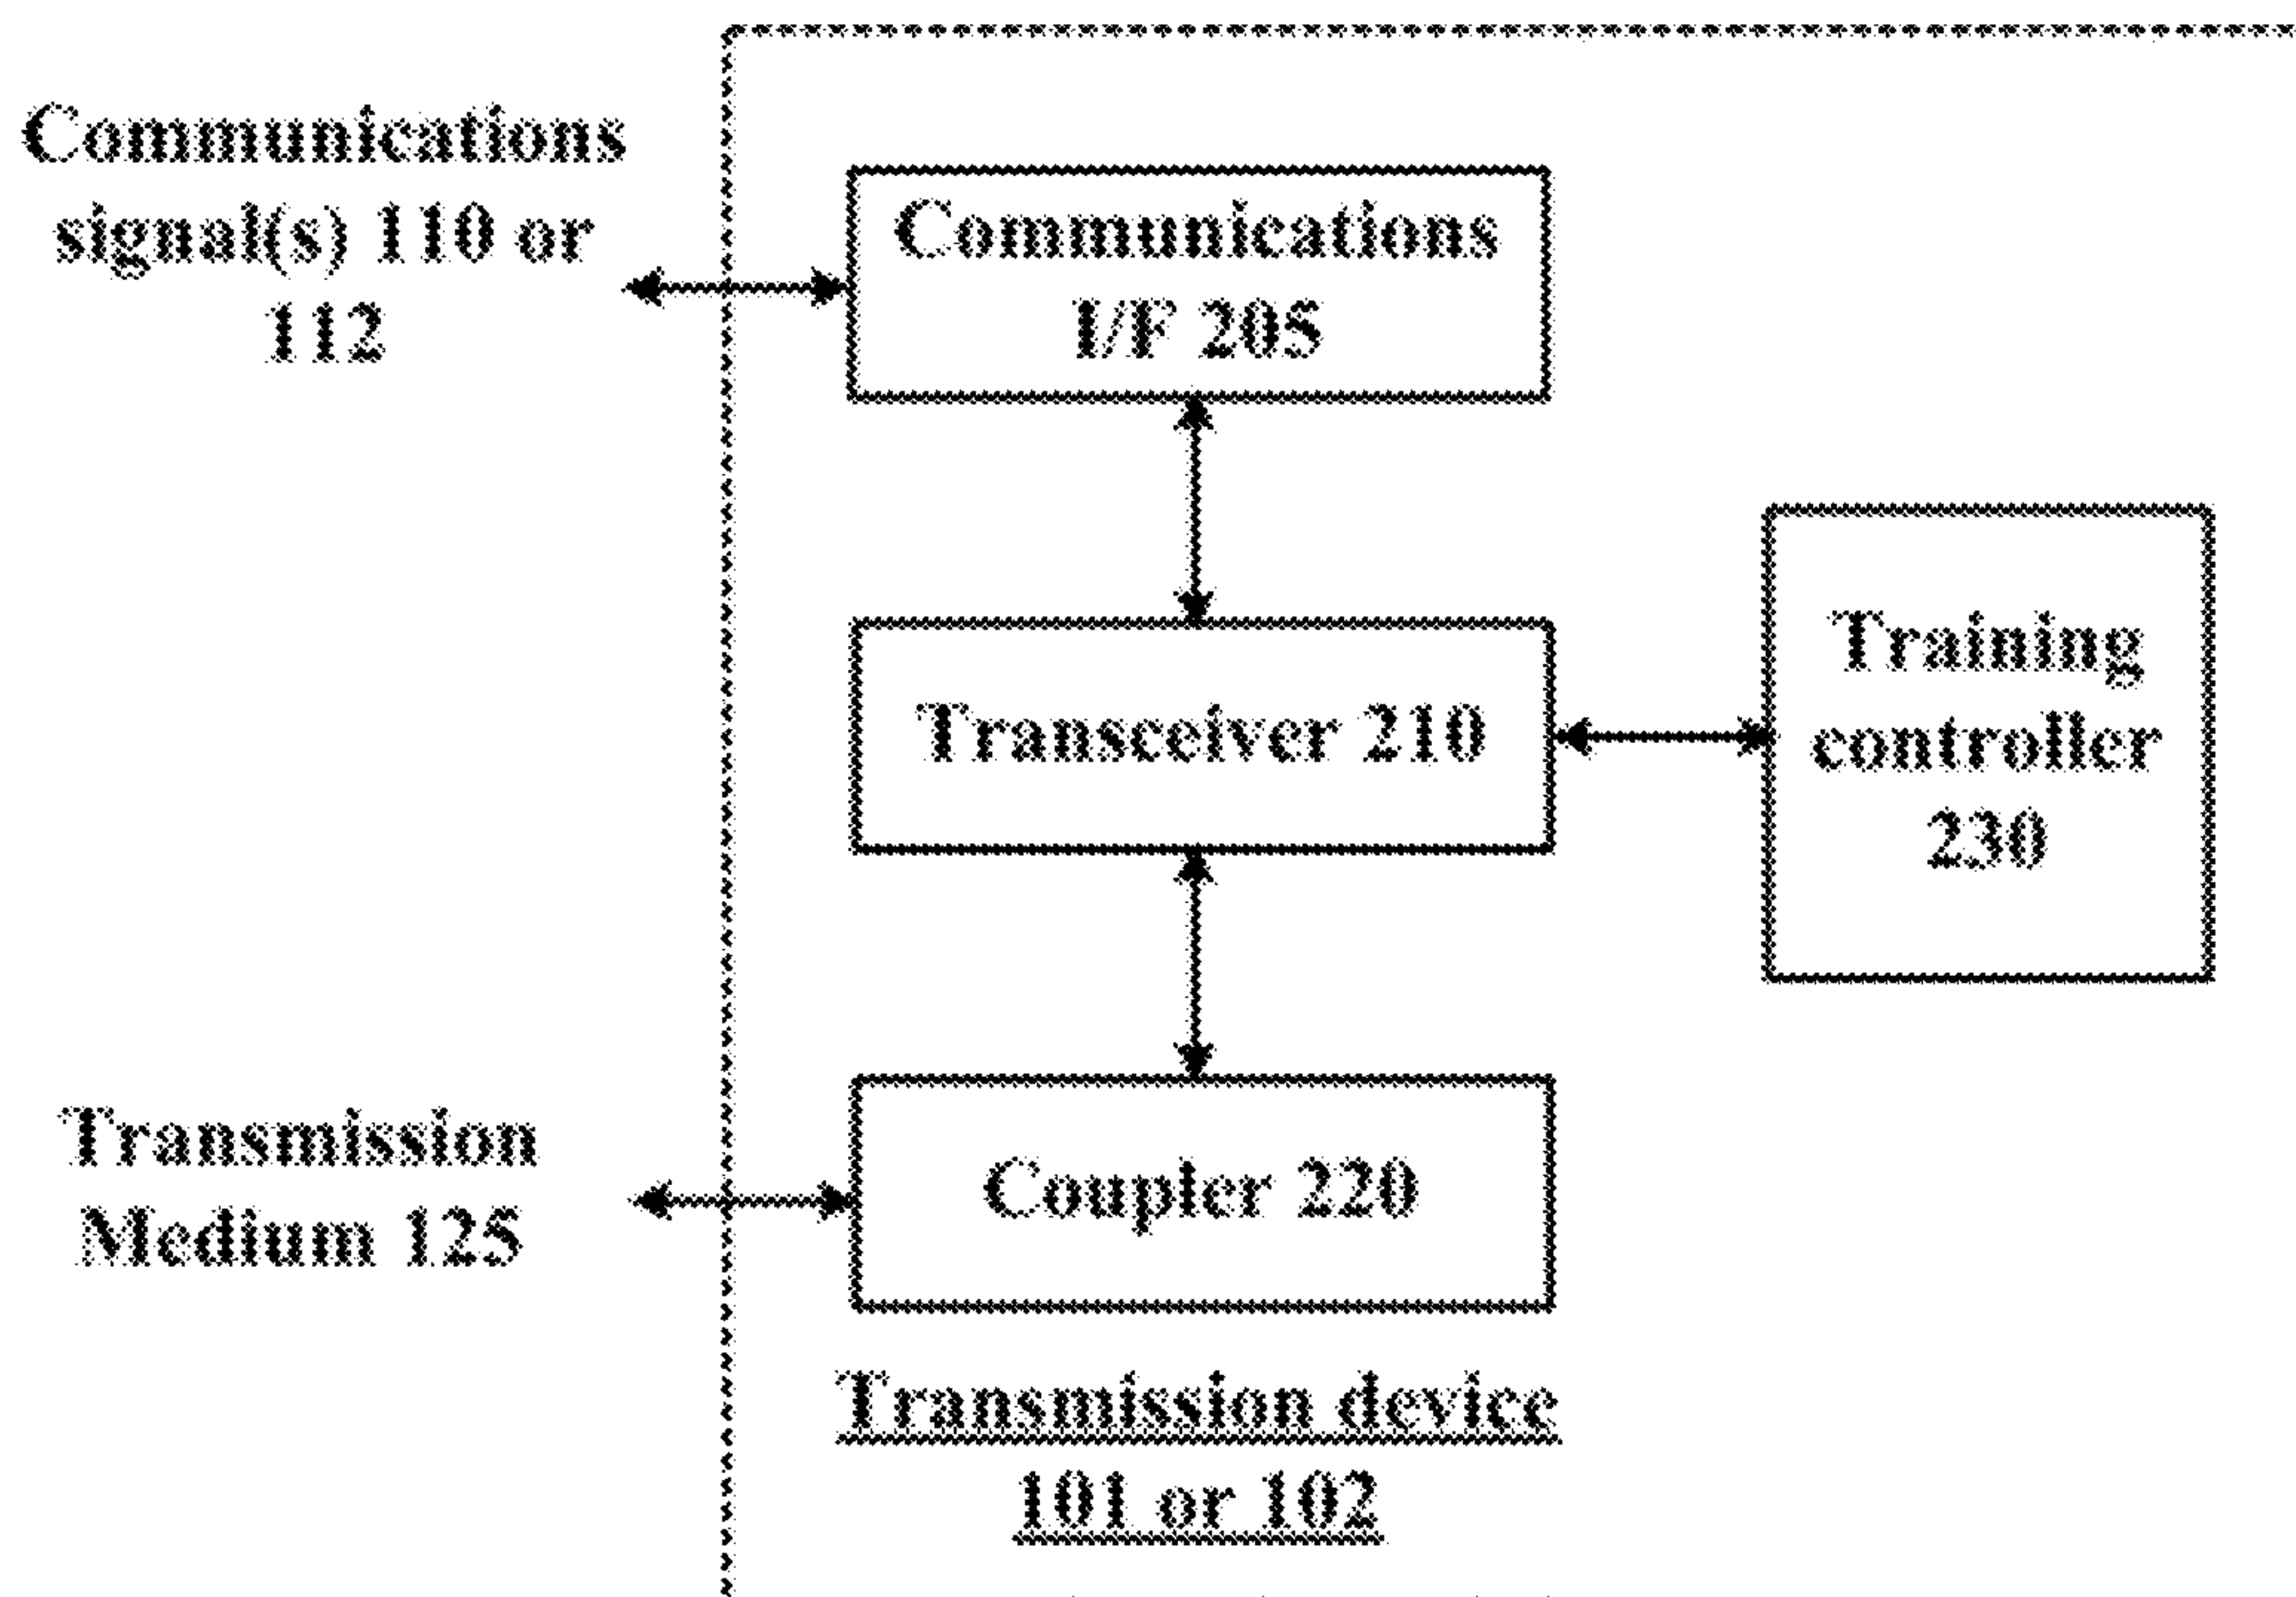 Communications
signal(s) 110 or
112
Communications
I/F 205
Transceiver 210
Training
controller
230
Transmission
Medium 125
Coupler 220
Transmission device
101 or 102